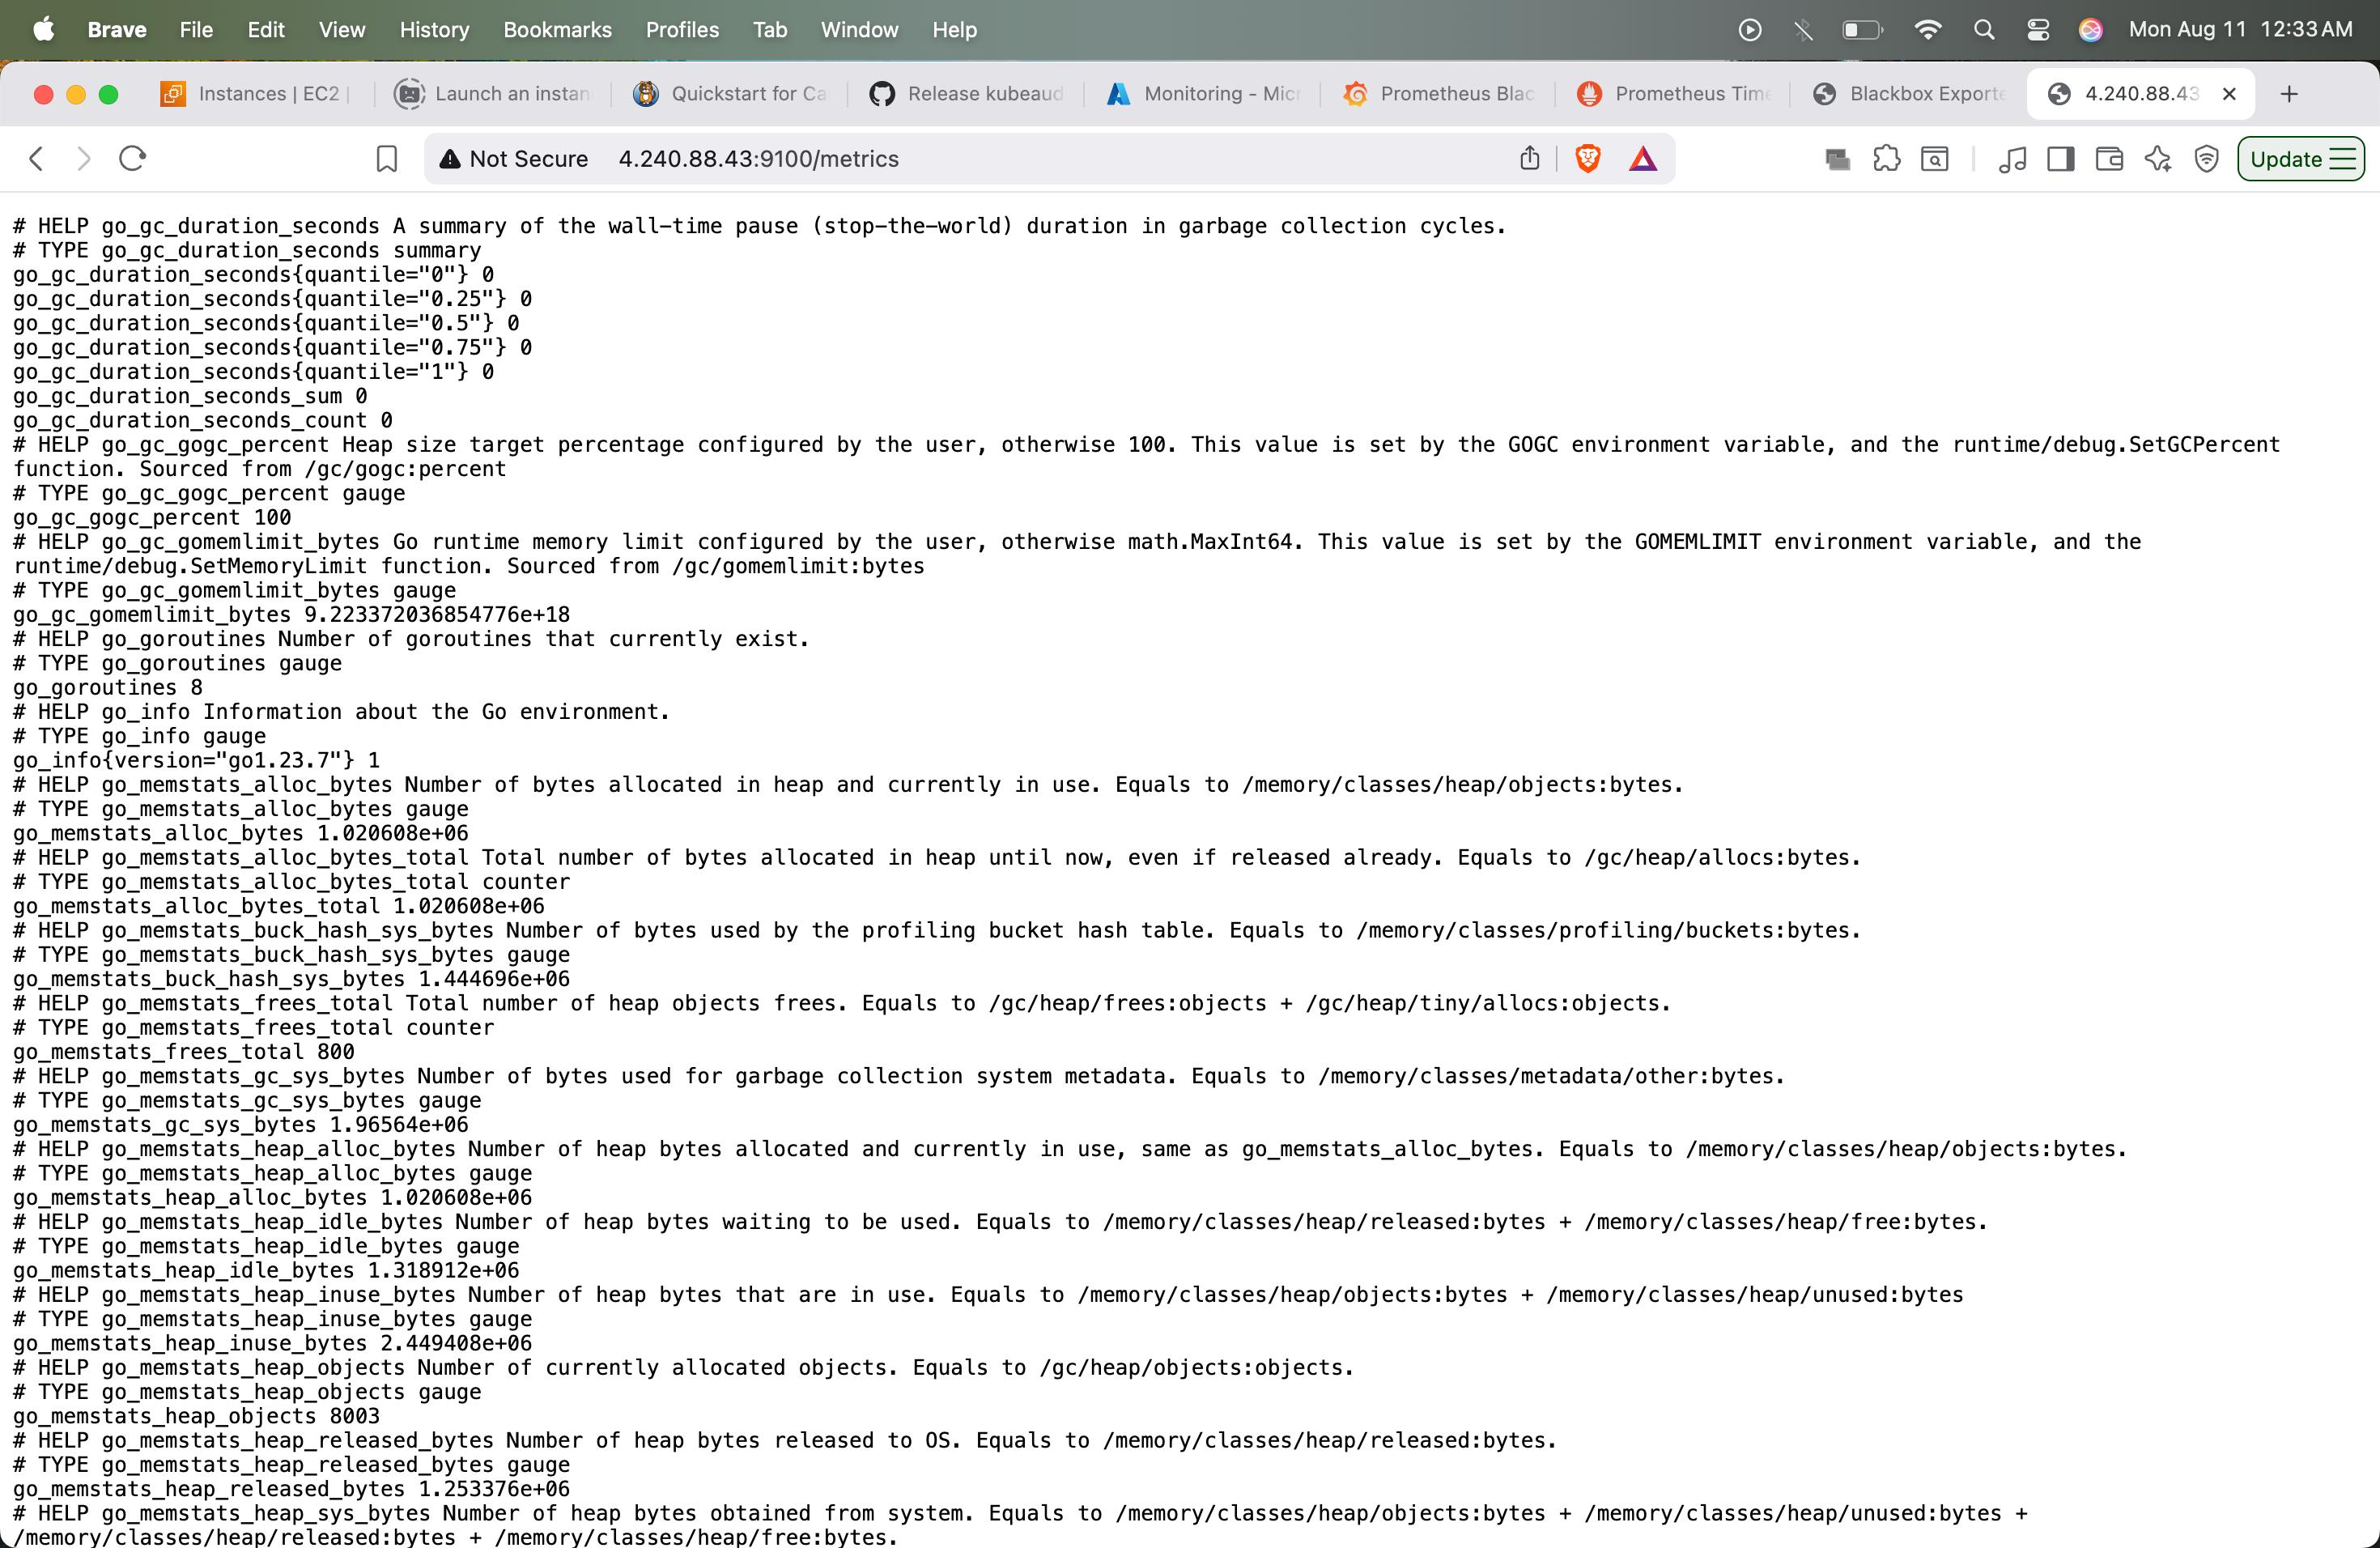 Brave File Edit View History Bookmarks Profiles Tab Window Help Mon Aug 11 12:33 AM
Instances | EC2 | Launch an instan Quickstart for Ca Release kubeaud Monitoring - Micr Prometheus Blac Prometheus Time Blackbox Exporte 4.240.88.43
Not Secure 4.240.88.43:9100/metrics Update
# HELP go_gc_duration_seconds A summary of the wall-time pause (stop-the-world) duration in garbage collection cycles.
# TYPE go_gc_duration_seconds summary
go_gc_duration_seconds{quantile="0"} 0
go_gc_duration_seconds{quantile="0.25"} 0
go_gc_duration_seconds{quantile="0.5"} 0
go_gc_duration_seconds{quantile="0.75"} 0
go_gc_duration_seconds{quantile="1"} 0
go_gc_duration_seconds_sum 0
go_gc_duration_seconds_count 0
# HELP go_gc_gogc_percent Heap size target percentage configured by the user, otherwise 100. This value is set by the GOGC environment variable, and the runtime/debug.SetGCPercent
function. Sourced from /gc/gogc:percent
# TYPE go_gc_gogc_percent gauge
go_gc_gogc_percent 100
# HELP go_gc_gomemlimit_bytes Go runtime memory limit configured by the user, otherwise math.MaxInt64. This value is set by the GOMEMLIMIT environment variable, and the
runtime/debug.SetMemoryLimit function. Sourced from /gc/gomemlimit:bytes
# TYPE go_gc_gomemlimit_bytes gauge
go_gc_gomemlimit_bytes 9.223372036854776e+18
# HELP go_goroutines Number of goroutines that currently exist.
# TYPE go_goroutines gauge
go_goroutines 8
# HELP go_info Information about the Go environment.
# TYPE go_info gauge
go_info{version="go1.23.7"} 1
# HELP go_memstats_alloc_bytes Number of bytes allocated in heap and currently in use. Equals to /memory/classes/heap/objects:bytes.
# TYPE go_memstats_alloc_bytes gauge
go_memstats_alloc_bytes 1.020608e+06
# HELP go_memstats_alloc_bytes_total Total number of bytes allocated in heap until now, even if released already. Equals to /gc/heap/allocs:bytes.
# TYPE go_memstats_alloc_bytes_total counter
go_memstats_alloc_bytes_total 1.020608e+06
# HELP go_memstats_buck_hash_sys_bytes Number of bytes used by the profiling bucket hash table. Equals to /memory/classes/profiling/buckets:bytes.
# TYPE go_memstats_buck_hash_sys_bytes gauge
go_memstats_buck_hash_sys_bytes 1.444696e+06
# HELP go_memstats_frees_total Total number of heap objects frees. Equals to /gc/heap/frees:objects + /gc/heap/tiny/allocs:objects.
# TYPE go_memstats_frees_total counter
go_memstats_frees_total 800
# HELP go_memstats_gc_sys_bytes Number of bytes used for garbage collection system metadata. Equals to /memory/classes/metadata/other:bytes.
# TYPE go_memstats_gc_sys_bytes gauge
go_memstats_gc_sys_bytes 1.96564e+06
# HELP go_memstats_heap_alloc_bytes Number of heap bytes allocated and currently in use, same as go_memstats_alloc_bytes. Equals to /memory/classes/heap/objects:bytes.
# TYPE go_memstats_heap_alloc_bytes gauge
go_memstats_heap_alloc_bytes 1.020608e+06
# HELP go_memstats_heap_idle_bytes Number of heap bytes waiting to be used. Equals to /memory/classes/heap/released:bytes + /memory/classes/heap/free:bytes.
# TYPE go_memstats_heap_idle_bytes gauge
go_memstats_heap_idle_bytes 1.318912e+06
# HELP go_memstats_heap_inuse_bytes Number of heap bytes that are in use. Equals to /memory/classes/heap/objects:bytes + /memory/classes/heap/unused:bytes
# TYPE go_memstats_heap_inuse_bytes gauge
go_memstats_heap_inuse_bytes 2.449408e+06
# HELP go_memstats_heap_objects Number of currently allocated objects. Equals to /gc/heap/objects:objects.
# TYPE go_memstats_heap_objects gauge
go_memstats_heap_objects 8003
# HELP go_memstats_heap_released_bytes Number of heap bytes released to OS. Equals to /memory/classes/heap/released:bytes.
# TYPE go_memstats_heap_released_bytes gauge
go_memstats_heap_released_bytes 1.253376e+06
# HELP go_memstats_heap_sys_bytes Number of heap bytes obtained from system. Equals to /memory/classes/heap/objects:bytes + /memory/classes/heap/unused:bytes +
/memory/classes/heap/released:bytes + /memory/classes/heap/free:bytes.